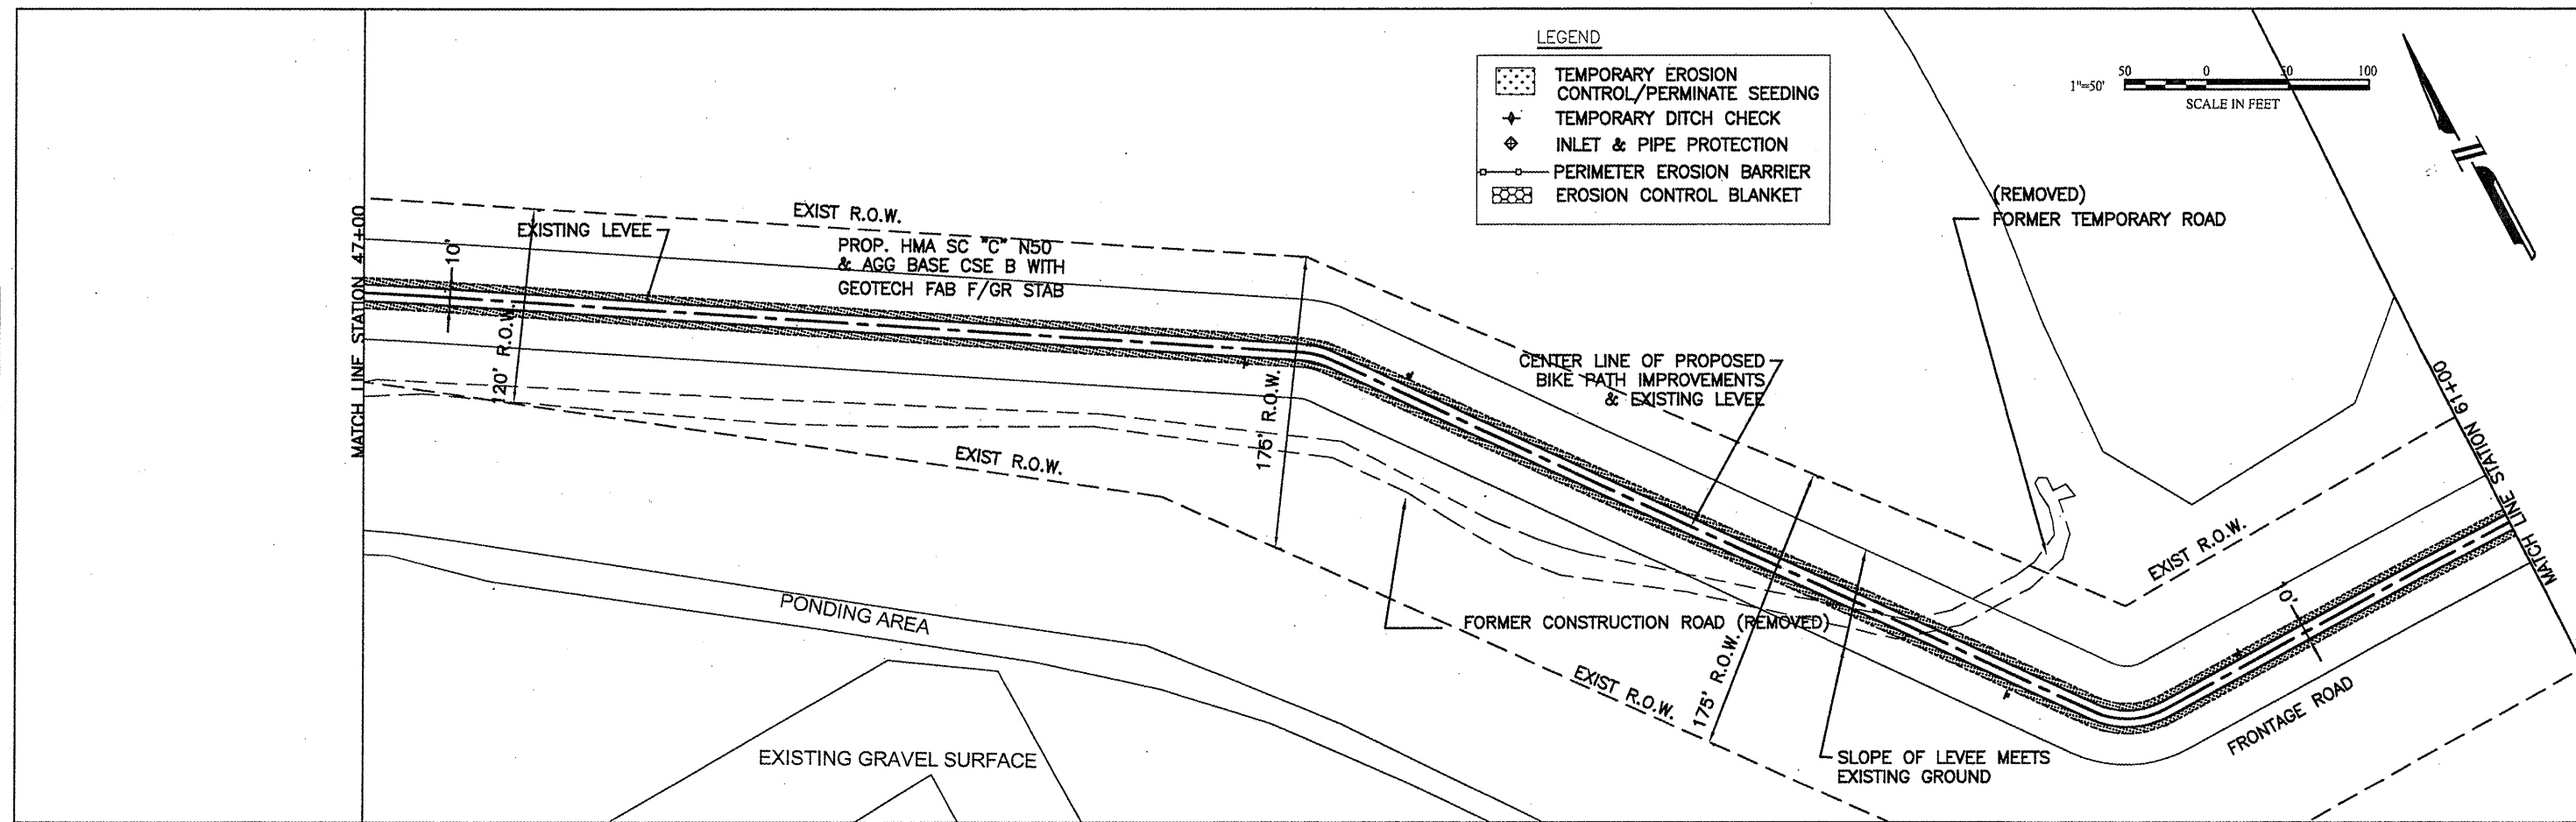 LEGEND
TEMPORARY EROSION
CONTROL/PERMINATE SEEDING
TEMPORARY DITCH CHECK
INLET & PIPE PROTECTION
PERIMETER EROSION BARRIER
EROSION CONTROL BLANKET
1"=50'
50 0 50 100
SCALE IN FEET
(REMOVED)
FORMER TEMPORARY ROAD
MATCH LINE STATION 47+00
EXIST R.O.W.
EXISTING LEVEE
10'
120' R.O.W.
PROP. HMA SC "C" N50
& AGG BASE CSE B WITH
GEOTECH FAB F/GR STAB
175' R.O.W.
EXIST R.O.W.
CENTER LINE OF PROPOSED
BIKE PATH IMPROVEMENTS
& EXISTING LEVEE
PONDING AREA
EXISTING GRAVEL SURFACE
FORMER CONSTRUCTION ROAD (REMOVED)
EXIST R.O.W.
175' R.O.W.
SLOPE OF LEVEE MEETS
EXISTING GROUND
EXIST R.O.W.
10'
FRONTAGE ROAD
MATCH LINE STATION 61+00